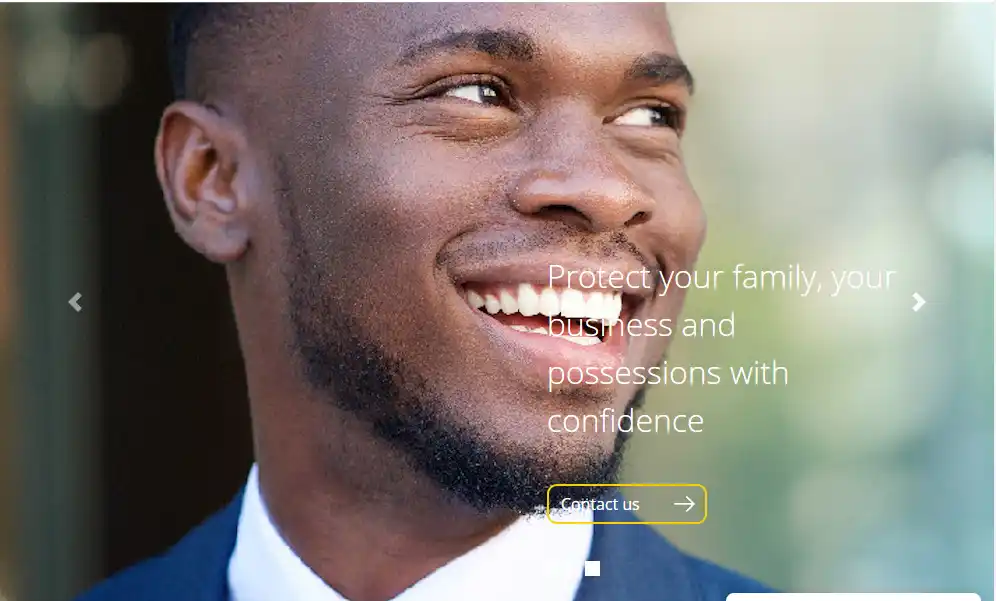 Protect your family, your
business and
possessions with
confidence
Contact us